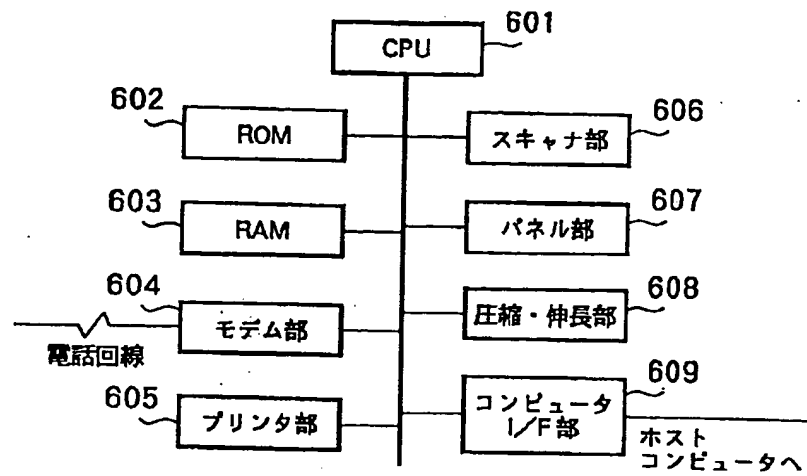 601
CPU
602
ROM
606
スキャナ部
603
RAM
607
パネル部
604
モデム部
電話回線
608
圧縮・伸長部
605
プリンタ部
609
コンピュータ
I/F部
ホスト
コンピュータへ